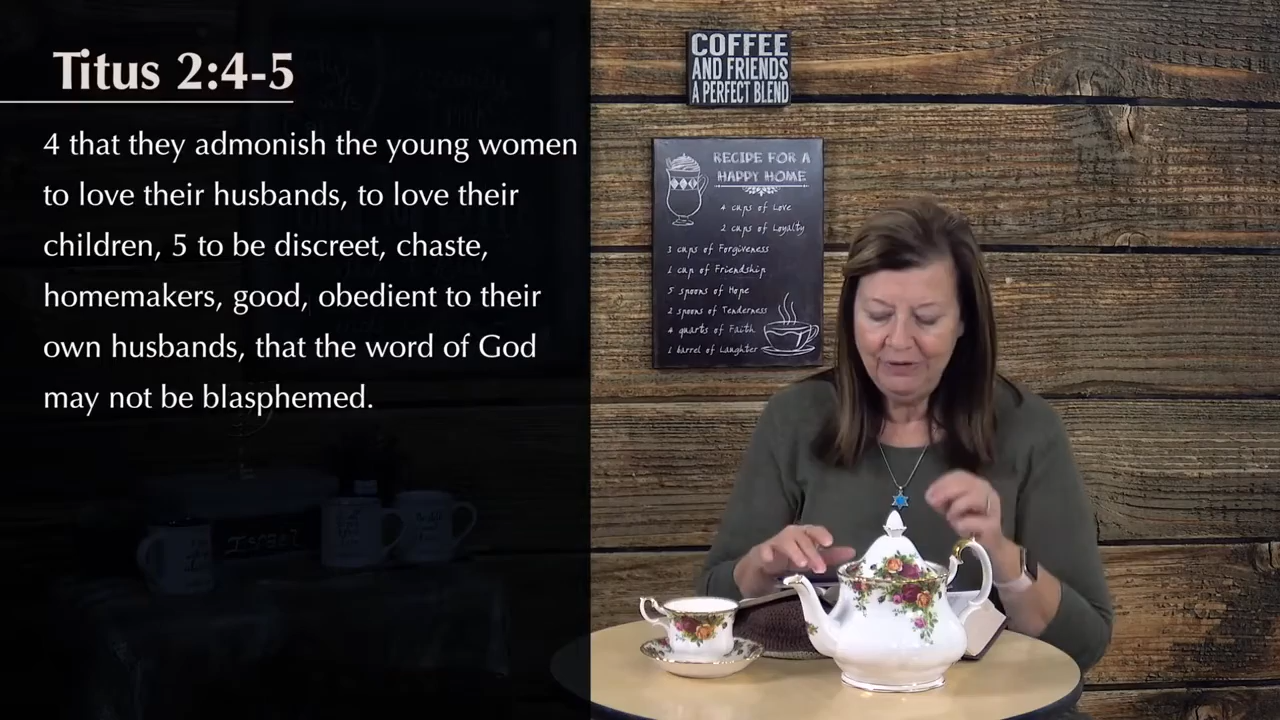 Titus 2:4-5
4 that they admonish the young women
to love their husbands, to love their
children, 5 to be discreet, chaste,
homemakers, good, obedient to their
own husbands, that the word of God
may not be blasphemed.
Israel
COFFEE
AND FRIENDS
A PERFECT BLEND
RECIPE FOR A
HAPPY HOME
4 cups of Love
2 cups of Loyalty
3 cups of Forgiveness
1 cup of Friendship
5 spoons of Hope
2 spoons of Tenderness
4 quarts of Faith
1 barrel of Laughter